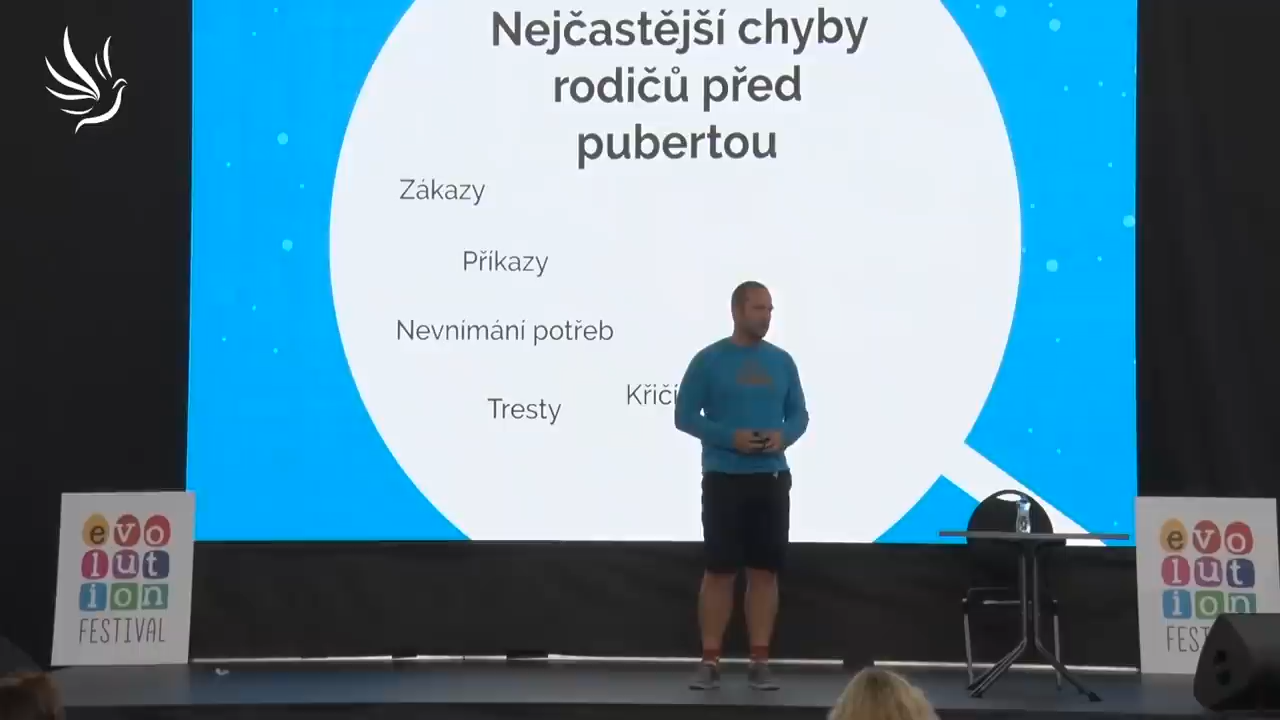 Nejčastější chyby
rodičů před
pubertou
Zákazy
Příkazy
Nevnímání potřeb
Tresty
evo
lut
ion
FESTIVAL
evo
lut
ion